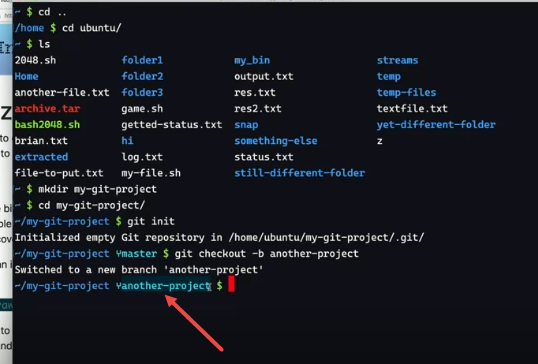 ~ $ cd ..
/home $ cd ubuntu/
~ $ ls
2048.sh folder1 my_bin streams
Home folder2 output.txt temp
another-file.txt folder3 res.txt temp-files
archive.tar game.sh res2.txt textfile.txt
bash2048.sh getted-status.txt snap yet-different-folder
brian.txt hi something-else z
extracted log.txt status.txt
file-to-put.txt my-file.sh still-different-folder
~ $ mkdir my-git-project
~ $ cd my-git-project/
~/my-git-project $ git init
Initialized empty Git repository in /home/ubuntu/my-git-project/.git/
~/my-git-project master $ git checkout -b another-project
Switched to a new branch 'another-project'
~/my-git-project another-project $